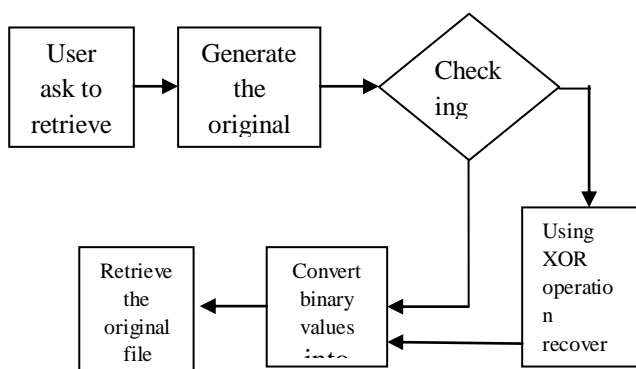 User
ask to
retrieve
Generate
the
original
Check
ing
Using
XOR
operatio
n
recover
Convert
binary
values
into
Retrieve
the
original
file